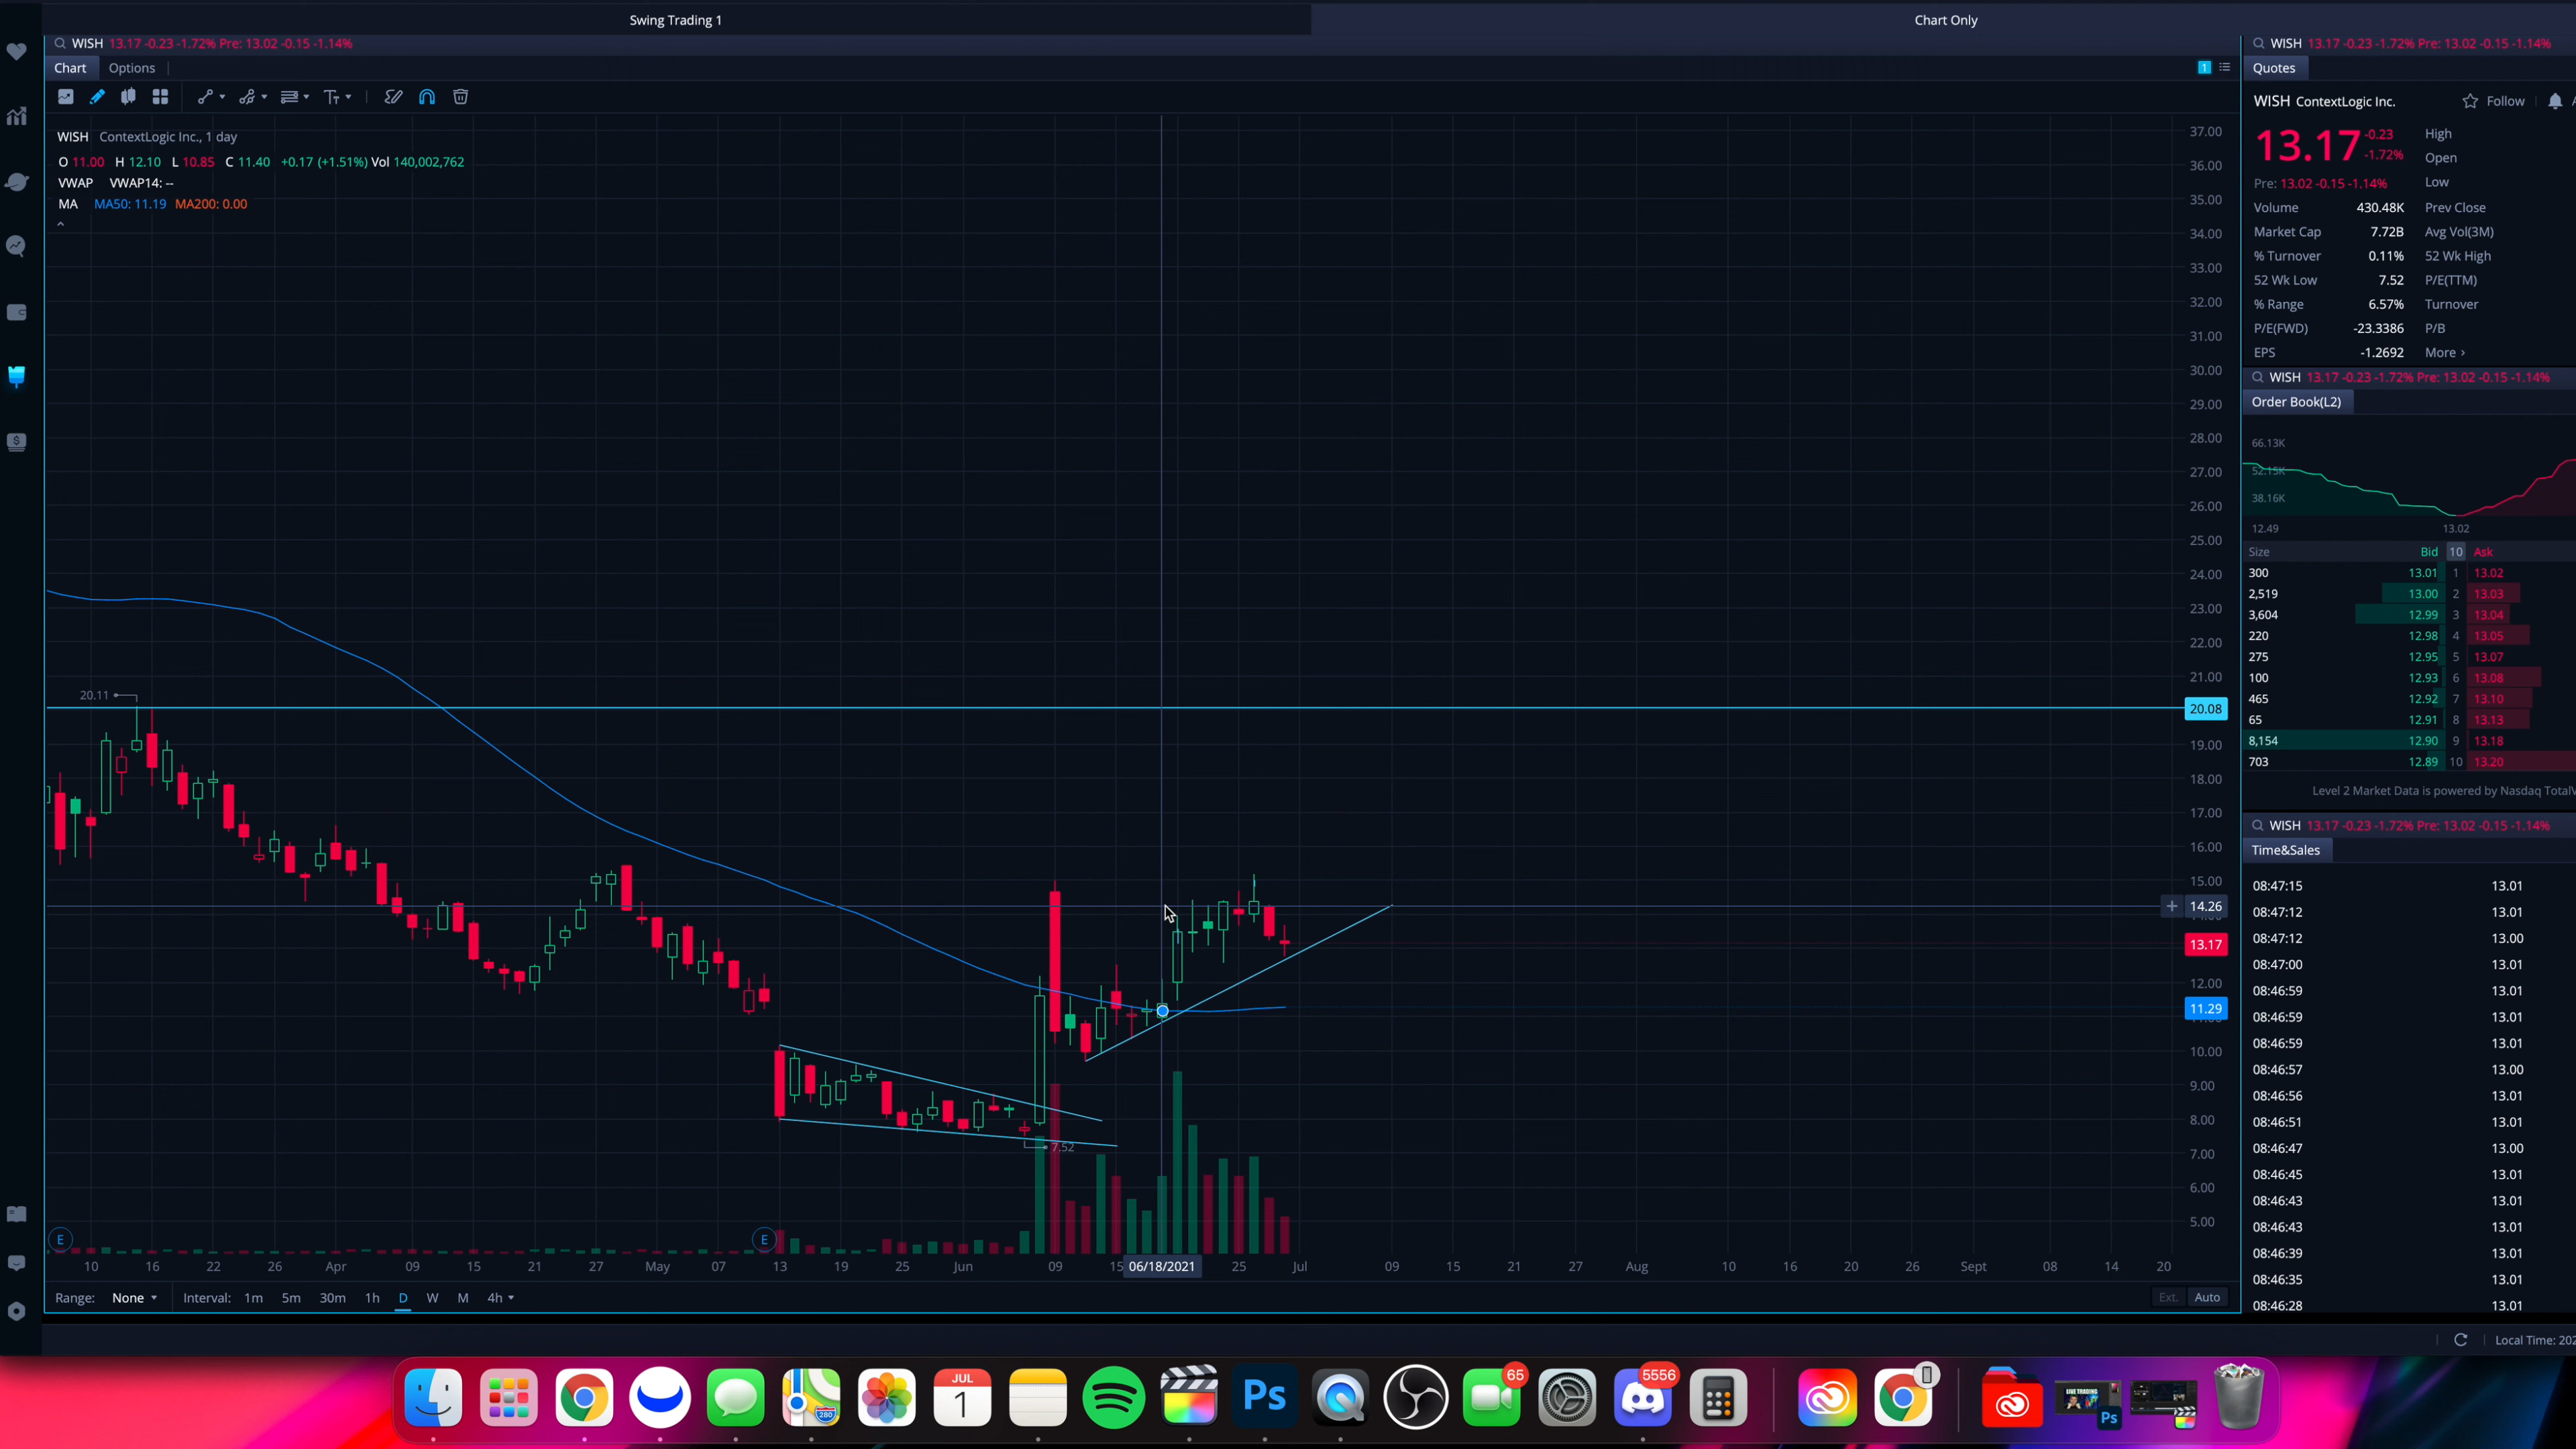 Swing Trading 1
Chart Only
WISH 13.17 -0.23 -1.72% Pre: 13.02 -0.15 -1.14%
Chart Options
1
WISH ContextLogic Inc., 1 day
O 11.00 H 12.10 L 10.85 C 11.40 +0.17 (+1.51%) Vol 140,002,762
VWAP VWAP14: --
MA MA50: 11.19 MA200: 0.00
37.00
36.00
35.00
34.00
33.00
32.00
31.00
30.00
29.00
28.00
27.00
26.00
25.00
24.00
23.00
22.00
21.00
20.11
20.08
19.00
18.00
17.00
16.00
15.00
14.26
13.17
12.00
11.29
10.00
9.00
8.00
7.52
7.00
6.00
5.00
E E
10 16 22 26 Apr 09 15 21 27 May 07 13 19 25 Jun 09 15 06/18/2021 25 Jul 09 15 21 27 Aug 10 16 20 26 Sept 08 14 20
Range: None Interval: 1m 5m 30m 1h D W M 4h
Ext. Auto
WISH 13.17 -0.23 -1.72% Pre: 13.02 -0.15 -1.14%
Quotes
WISH ContextLogic Inc. Follow
13.17 -0.23 High
-1.72% Open
Pre: 13.02 -0.15 -1.14% Low
Volume 430.48K Prev Close
Market Cap 7.72B Avg Vol(3M)
% Turnover 0.11% 52 Wk High
52 Wk Low 7.52 P/E(TTM)
% Range 6.57% Turnover
P/E(FWD) -23.3386 P/B
EPS -1.2692 More
WISH 13.17 -0.23 -1.72% Pre: 13.02 -0.15 -1.14%
Order Book(L2)
66.13K
52.15K
38.16K
12.49 13.02
Size Bid 10 Ask
300 13.01 1 13.02
2,519 13.00 2 13.03
3,604 12.99 3 13.04
220 12.98 4 13.05
275 12.95 5 13.07
100 12.93 6 13.08
465 12.92 7 13.10
65 12.91 8 13.13
8,154 12.90 9 13.18
703 12.89 10 13.20
Level 2 Market Data is powered by Nasdaq TotalV
WISH 13.17 -0.23 -1.72% Pre: 13.02 -0.15 -1.14%
Time&Sales
08:47:15 13.01
08:47:12 13.01
08:47:12 13.00
08:47:00 13.01
08:46:59 13.01
08:46:59 13.01
08:46:59 13.01
08:46:57 13.00
08:46:56 13.01
08:46:51 13.01
08:46:47 13.00
08:46:45 13.01
08:46:43 13.01
08:46:43 13.01
08:46:39 13.01
08:46:35 13.01
08:46:28 13.01
Local Time: 202
280
JUL
1
Ps
65
5556
LIVE TRADING
Ps